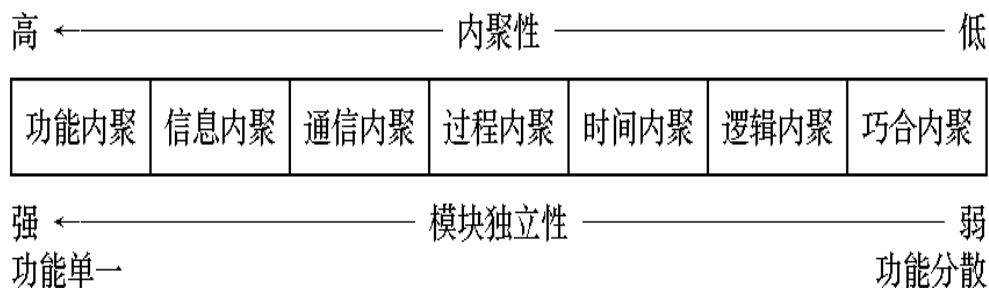 高 内聚性 低
功能内聚 信息内聚 通信内聚 过程内聚 时间内聚 逻辑内聚 巧合内聚
强 模块独立性 弱
功能单一 功能分散